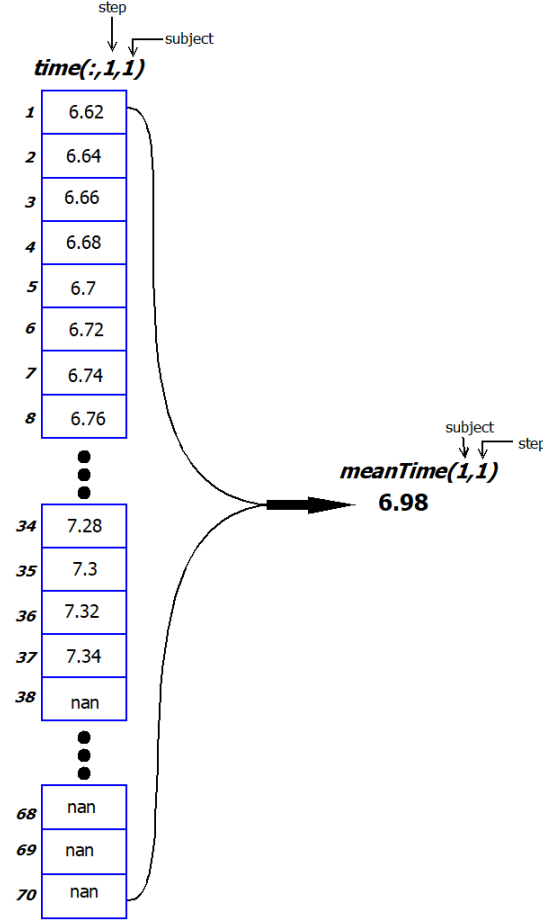 step
subject
time(:,1,1)
1 6.62
2 6.64
3 6.66
4 6.68
5 6.7
6 6.72
7 6.74
8 6.76
subject
step
meanTime(1,1)
6.98
34 7.28
35 7.3
36 7.32
37 7.34
38 nan
68 nan
69 nan
70 nan